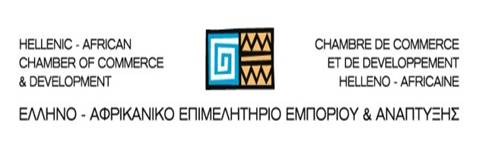 HELLENIC - AFRICAN
CHAMBER OF COMMERCE
& DEVELOPMENT
CHAMBRE DE COMMERCE
ET DE DEVELOPPEMENT
HELLENO - AFRICAINE
ΕΛΛΗΝΟ - ΑΦΡΙΚΑΝΙΚΟ ΕΠΙΜΕΛΗΤΗΡΙΟ ΕΜΠΟΡΙΟΥ & ΑΝΑΠΤΥΞΗΣ